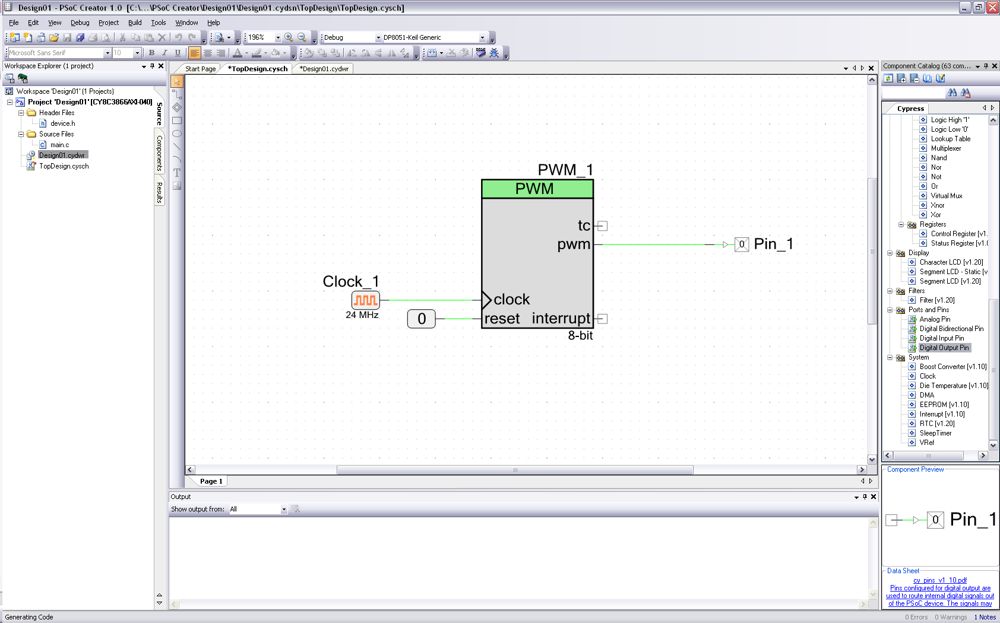 Design01 - PSoC Creator 1.0  [C:\...\PSoC Creator\Design01\Design01.cydsn\TopDesign\TopDesign.cysch]
File Edit View Debug Project Build Tools Window Help
196% Debug DP8051-Keil Generic
Microsoft Sans Serif 10 B I U
Workspace Explorer (1 project)
Workspace 'Design01' (1 Projects)
Project 'Design01' [CY8C3866AXI-040]
Header Files
device.h
Source Files
main.c
Design01.cydwr
TopDesign.cysch
Source
Components
Results
Start Page *TopDesign.cysch *Design01.cydwr
PWM_1
PWM
tc
pwm
0 Pin_1
Clock_1
24 MHz
clock
0
reset interrupt
8-bit
Page 1
Output
Show output from: All
Component Catalog (63 com...
Cypress
Logic High '1'
Logic Low '0'
Lookup Table
Multiplexer
Nand
Nor
Not
Or
Virtual Mux
Xnor
Xor
Registers
Control Register [v1.
Status Register [v1.0
Display
Character LCD [v1.20]
Segment LCD - Static [v
Segment LCD [v1.20]
Filters
Filter [v1.20]
Ports and Pins
Analog Pin
Digital Bidirectional Pin
Digital Input Pin
Digital Output Pin
System
Boost Converter [v1.10]
Clock
Die Temperature [v1.10]
DMA
EEPROM [v1.10]
Interrupt [v1.10]
RTC [v1.20]
SleepTimer
VRef
Component Preview
0 Pin_1
Data Sheet
cy_pins_v1_10.pdf
Pins configured for digital output are
used to route internal digital signals out
of the PSoC device. The signals may
Generating Code
0 Errors 0 Warnings 1 Notes